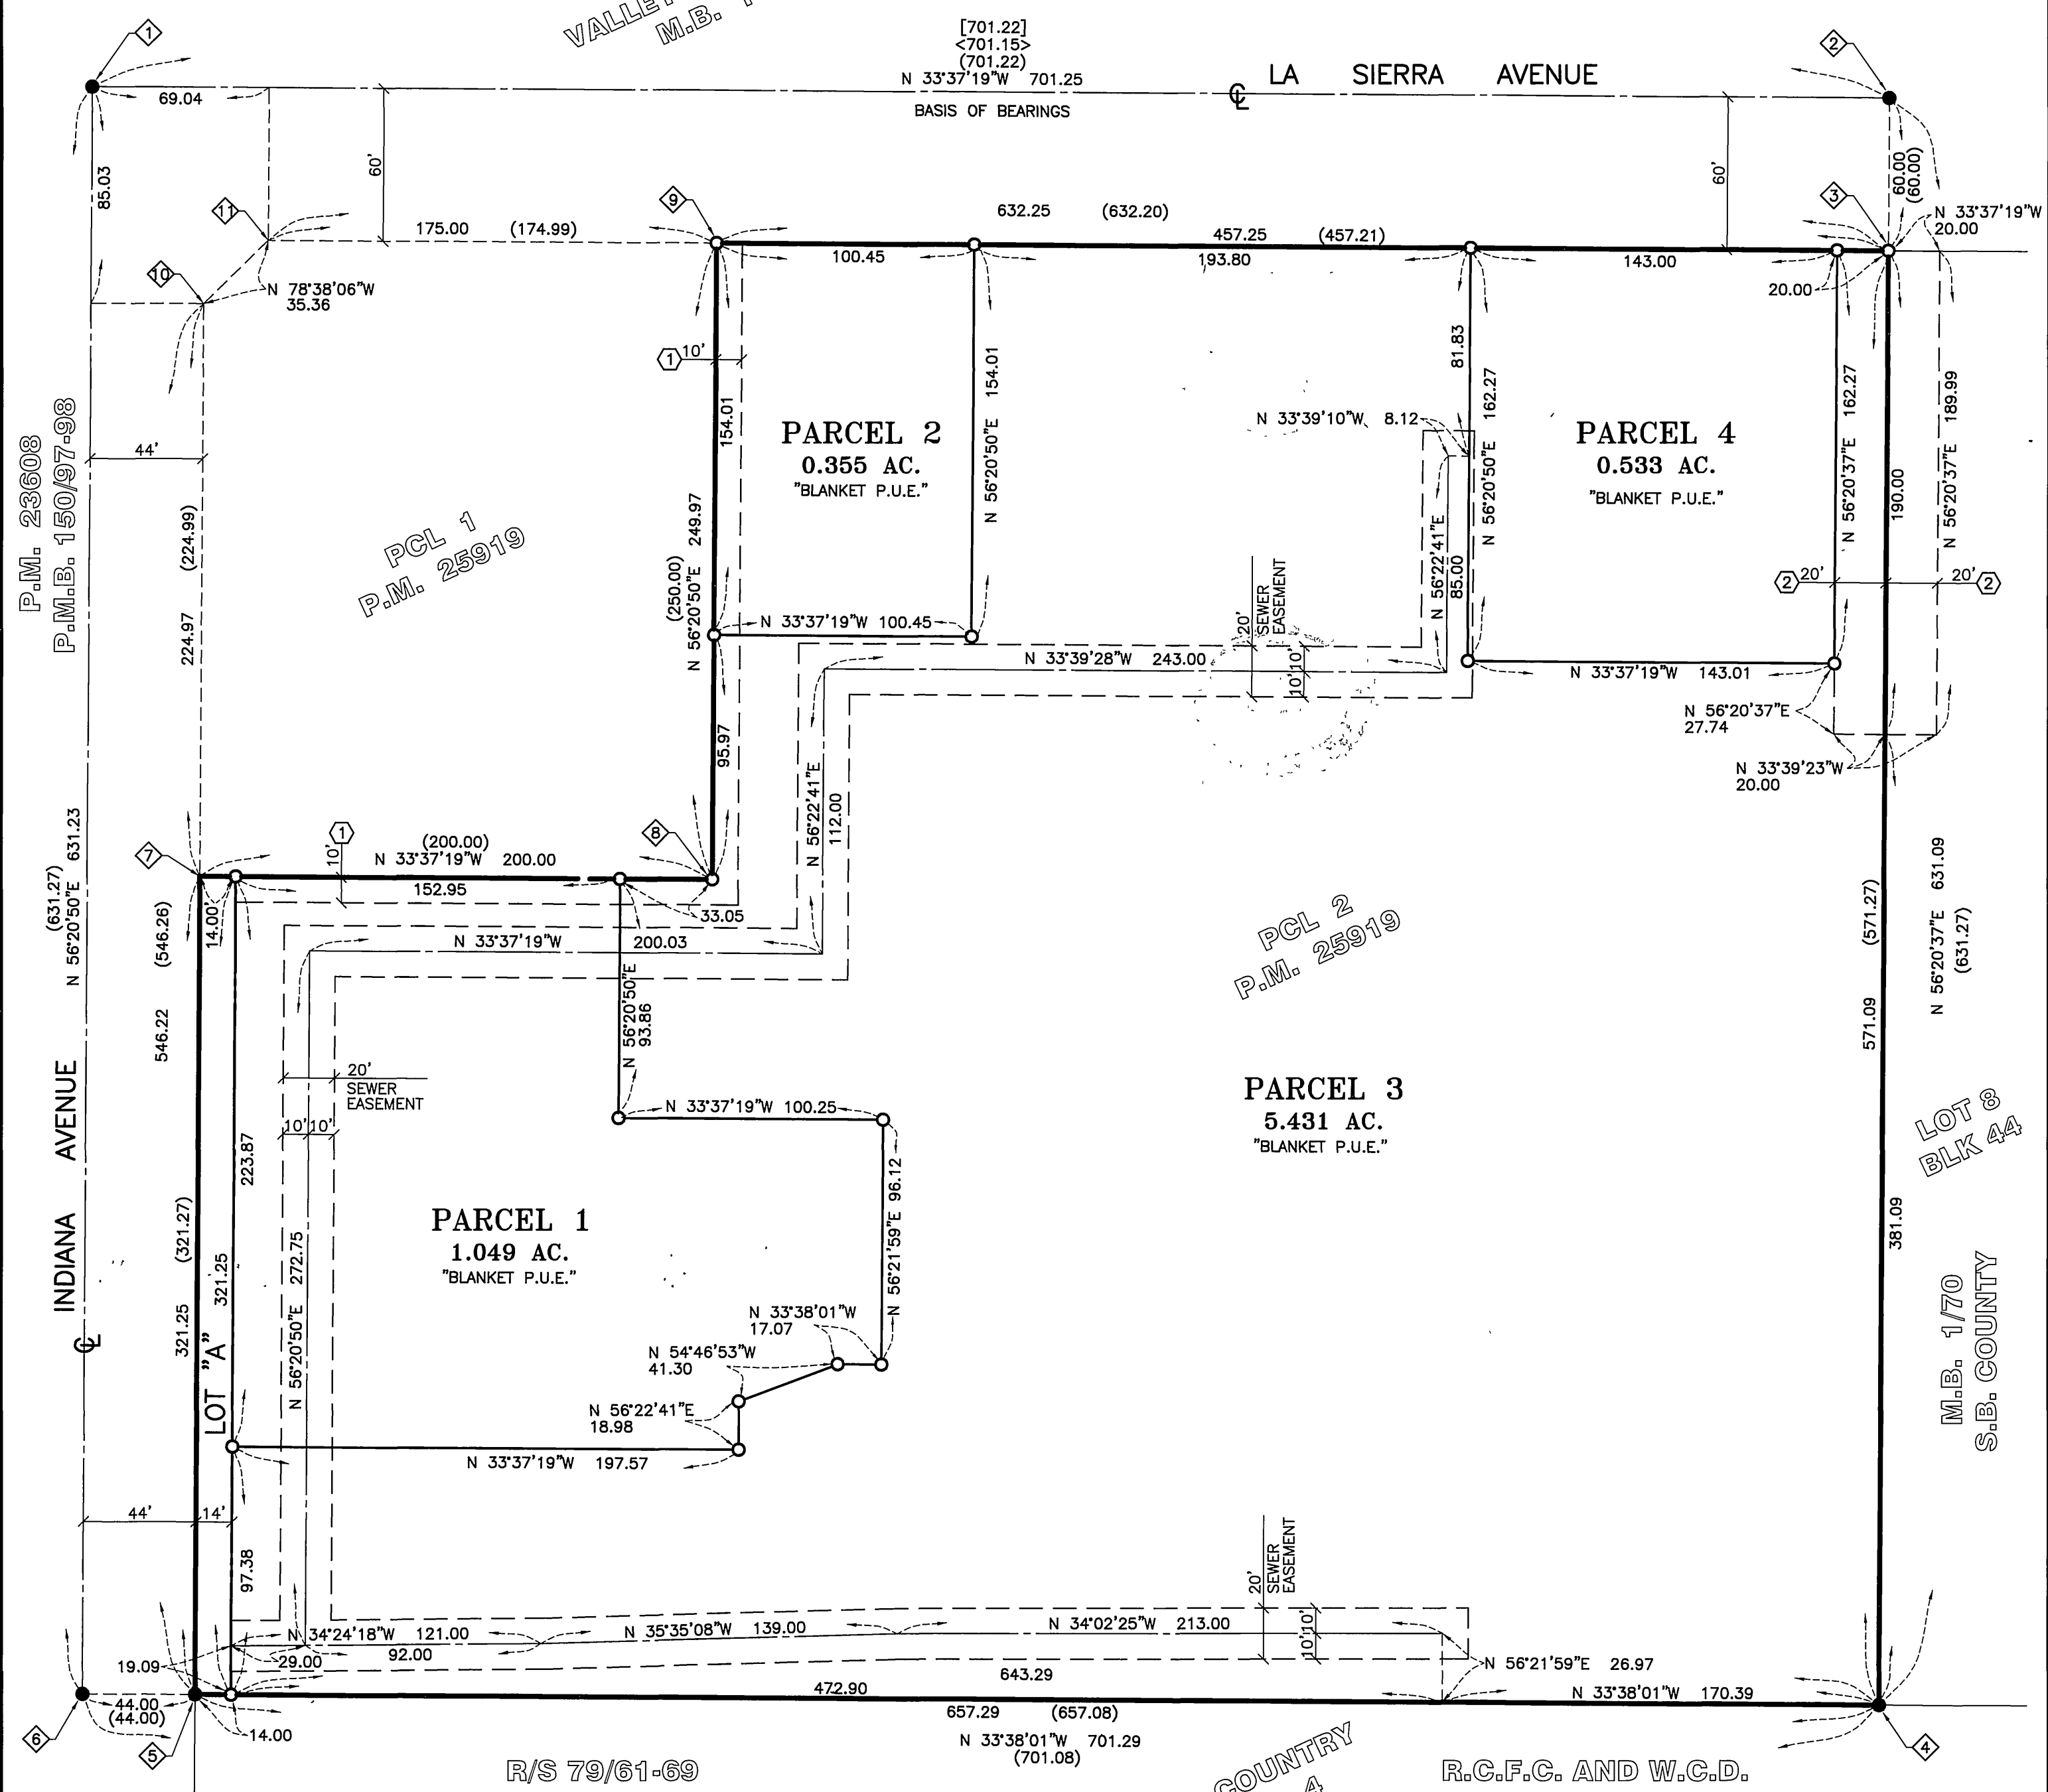 VALLEY
M.B.
[701.22]
<701.15>
(701.22)
N 33°37'19"W 701.25
BASIS OF BEARINGS
℄
LA SIERRA AVENUE
1
2
69.04
85.03
60'
60'
60.00
(60.00)
3
N 33°37'19"W
20.00
9
11
10
175.00 (174.99)
632.25 (632.20)
457.25 (457.21)
100.45
193.80
143.00
20.00
N 78°38'06"W
35.36
P.M. 23608
P.M.B. 150/97-98
44'
(224.99)
224.97
PCL 1
P.M. 25919
1
10'
154.01
N 56°20'50"E 249.97
(250.00)
95.97
PARCEL 2
0.355 AC.
"BLANKET P.U.E."
N 56°20'50"E 154.01
N 33°37'19"W 100.45
81.83
N 56°20'50"E 162.27
N 33°39'10"W 8.12
N 56°22'41"E
85.00
PARCEL 4
0.533 AC.
"BLANKET P.U.E."
N 56°20'37"E 162.27
190.00
N 56°20'37"E 189.99
2
20'
20'
2
20'
SEWER
EASEMENT
10'
10'
N 33°39'28"W 243.00
N 33°37'19"W 143.01
N 56°20'37"E
27.74
N 33°39'23"W
20.00
N 56°22'41"E
112.00
7
8
1
10'
(200.00)
N 33°37'19"W 200.00
152.95
33.05
14.00'
N 56°20'50"E 631.23
(631.27)
(546.26)
546.22
N 33°37'19"W 200.03
N 56°20'50"E
93.86
20'
SEWER
EASEMENT
10'
10'
N 33°37'19"W 100.25
PCL 2
P.M. 25919
PARCEL 3
5.431 AC.
"BLANKET P.U.E."
(571.27)
571.09
N 56°20'37"E 631.09
(631.27)
LOT 8
BLK 44
381.09
M.B. 1/70
S.B. COUNTY
INDIANA AVENUE
℄
223.87
(321.27)
321.25
321.25
LOT "A"
N 56°20'50"E 272.75
PARCEL 1
1.049 AC.
"BLANKET P.U.E."
N 56°21'59"E 96.12
N 33°38'01"W
17.07
N 54°46'53"W
41.30
N 56°22'41"E
18.98
N 33°37'19"W 197.57
44'
14'
97.38
20'
SEWER
EASEMENT
10'
10'
N 34°24'18"W 121.00
29.00
92.00
N 35°35'08"W 139.00
N 34°02'25"W 213.00
19.09
N 56°21'59"E 26.97
643.29
472.90
N 33°38'01"W 170.39
657.29 (657.08)
N 33°38'01"W 701.29
(701.08)
44.00
(44.00)
14.00
6
5
4
R/S 79/61-69
COUNTRY
4
R.C.F.C. AND W.C.D.